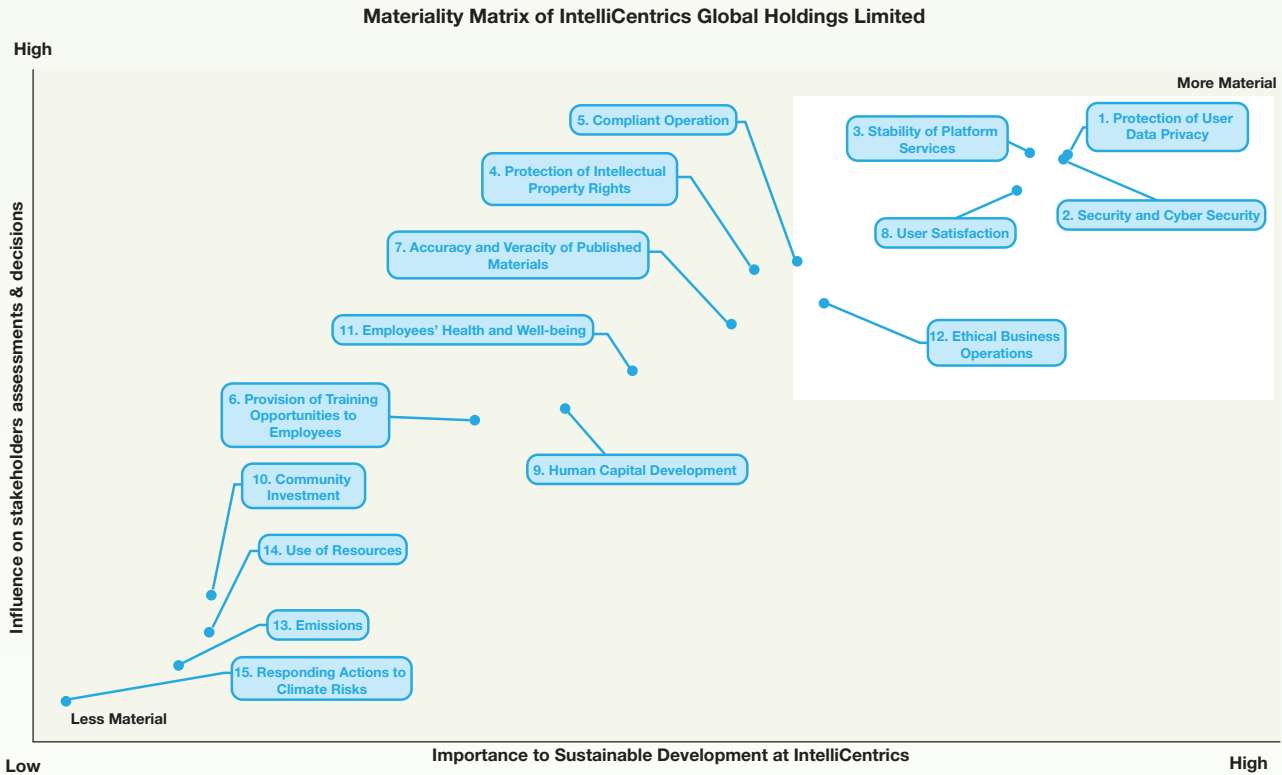 Materiality Matrix of IntelliCentrics Global Holdings Limited
High
More Material
5. Compliant Operation
3. Stability of Platform
Services
1. Protection of User
Data Privacy
4. Protection of Intellectual
Property Rights
2. Security and Cyber Security
8. User Satisfaction
7. Accuracy and Veracity of Published
Materials
11. Employees’ Health and Well-being
12. Ethical Business
Operations
6. Provision of Training
Opportunities to
Employees
9. Human Capital Development
10. Community
Investment
14. Use of Resources
13. Emissions
15. Responding Actions to
Climate Risks
Less Material
Influence on stakeholders assessments & decisions
Low
Importance to Sustainable Development at IntelliCentrics
High